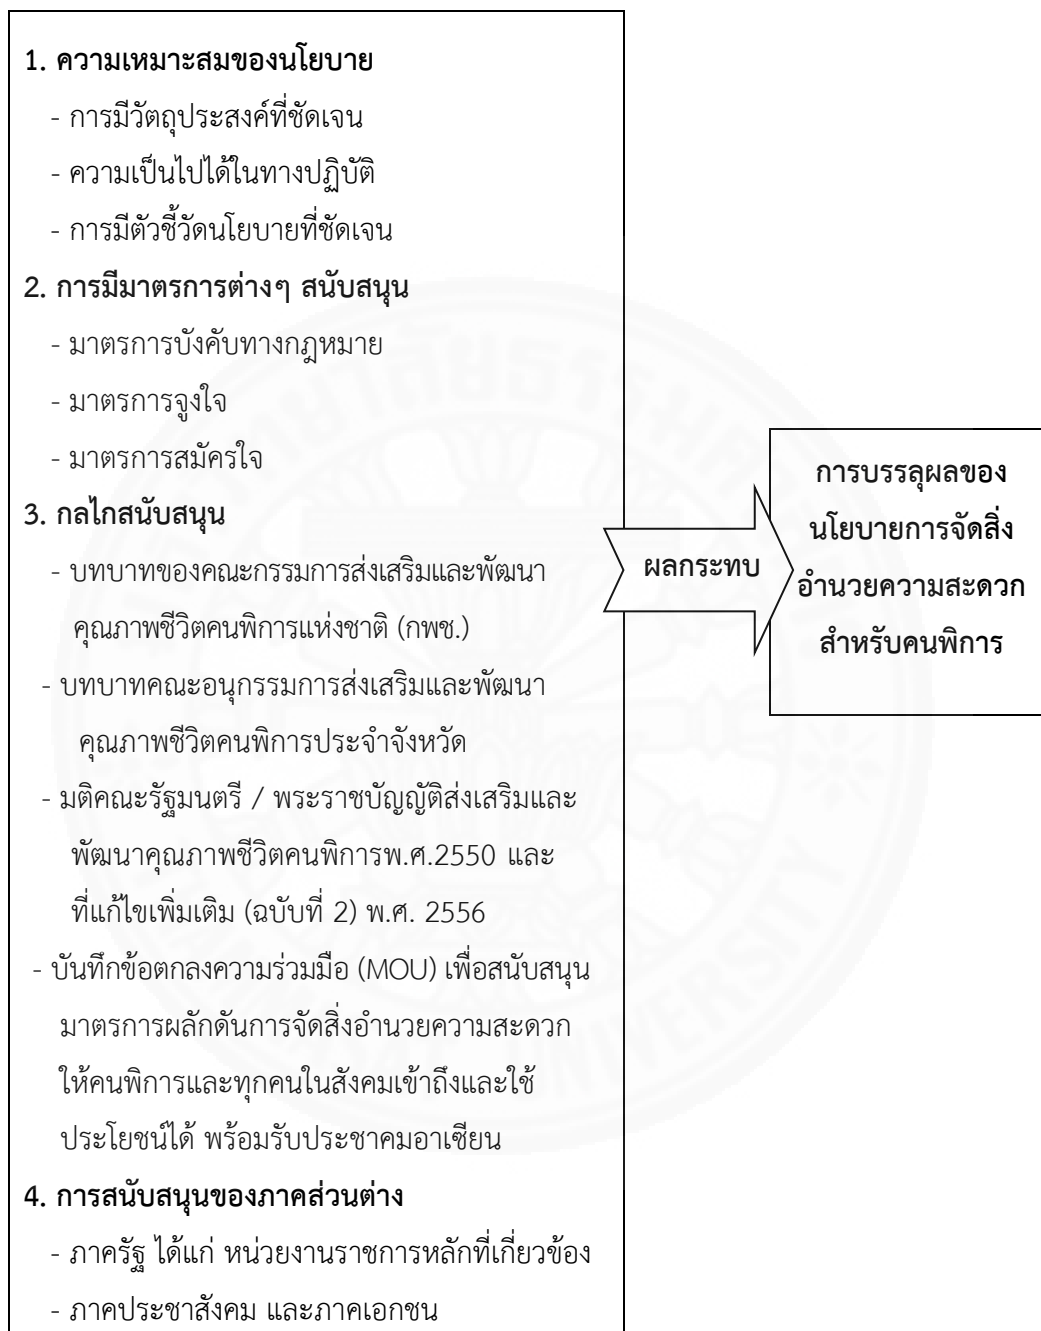 1. ความเหมาะสมของนโยบาย
- การมีวัตถุประสงค์ที่ชัดเจน
- ความเป็นไปได้ในทางปฏิบัติ
- การมีตัวชี้วัดนโยบายที่ชัดเจน
2. การมีมาตรการต่างๆ สนับสนุน
- มาตรการบังคับทางกฎหมาย
- มาตรการจูงใจ
- มาตรการสมัครใจ
3. กลไกสนับสนุน
- บทบาทของคณะกรรมการส่งเสริมและพัฒนา
คุณภาพชีวิตคนพิการแห่งชาติ (กพช.)
- บทบาทคณะอนุกรรมการส่งเสริมและพัฒนา
คุณภาพชีวิตคนพิการประจำจังหวัด
- มติคณะรัฐมนตรี / พระราชบัญญัติส่งเสริมและ
พัฒนาคุณภาพชีวิตคนพิการพ.ศ.2550 และ
ที่แก้ไขเพิ่มเติม (ฉบับที่ 2) พ.ศ. 2556
- บันทึกข้อตกลงความร่วมมือ (MOU) เพื่อสนับสนุน
มาตรการผลักดันการจัดสิ่งอำนวยความสะดวก
ให้คนพิการและทุกคนในสังคมเข้าถึงและใช้
ประโยชน์ได้ พร้อมรับประชาคมอาเซียน
4. การสนับสนุนของภาคส่วนต่าง
- ภาครัฐ ได้แก่ หน่วยงานราชการหลักที่เกี่ยวข้อง
- ภาคประชาสังคม และภาคเอกชน
ผลกระทบ
การบรรลุผลของ
นโยบายการจัดสิ่ง
อำนวยความสะดวก
สำหรับคนพิการ